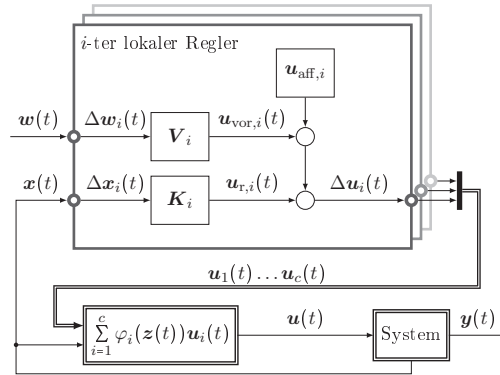 i-ter lokaler Regler
u_aff,i
w(t) Δw_i(t) V_i u_vor,i(t)
x(t) Δx_i(t) K_i u_r,i(t) Δu_i(t)
u_1(t) … u_c(t)
c∑i=1 φ_i(z(t))u_i(t) u(t) System y(t)